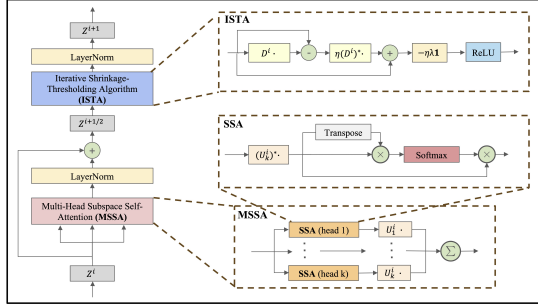 Z^{i+1}
LayerNorm
Iterative Shrinkage-
Thresholding Algorithm
(ISTA)
Z^{i+1/2}
+
LayerNorm
Multi-Head Subspace Self-
Attention (MSSA)
Z^i
ISTA
D^i ·
-
η(D^i)^*·
+
−ηλ1
ReLU
SSA
Transpose
(U_k^i)^*·
×
Softmax
×
MSSA
SSA (head 1)
U_1^i ·
⋮ ⋮ ⋮
Σ
SSA (head k)
U_k^i ·